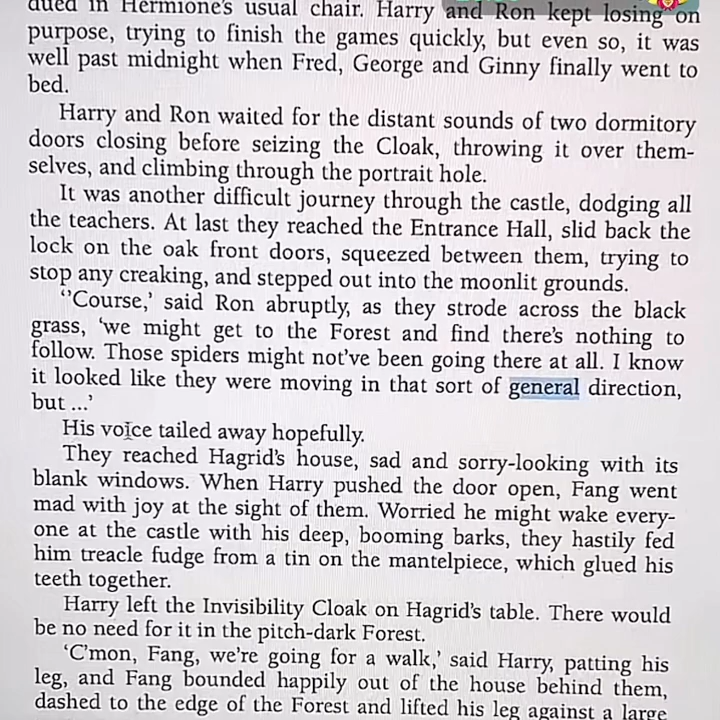 dued in Hermione's usual chair. Harry and Ron kept losing on
purpose, trying to finish the games quickly, but even so, it was
well past midnight when Fred, George and Ginny finally went to
bed.
Harry and Ron waited for the distant sounds of two dormitory
doors closing before seizing the Cloak, throwing it over them-
selves, and climbing through the portrait hole.
It was another difficult journey through the castle, dodging all
the teachers. At last they reached the Entrance Hall, slid back the
lock on the oak front doors, squeezed between them, trying to
stop any creaking, and stepped out into the moonlit grounds.
‘’Course,’ said Ron abruptly, as they strode across the black
grass, ‘we might get to the Forest and find there’s nothing to
follow. Those spiders might not’ve been going there at all. I know
it looked like they were moving in that sort of general direction,
but ...’
His voice tailed away hopefully.
They reached Hagrid’s house, sad and sorry-looking with its
blank windows. When Harry pushed the door open, Fang went
mad with joy at the sight of them. Worried he might wake every-
one at the castle with his deep, booming barks, they hastily fed
him treacle fudge from a tin on the mantelpiece, which glued his
teeth together.
Harry left the Invisibility Cloak on Hagrid’s table. There would
be no need for it in the pitch-dark Forest.
‘C’mon, Fang, we’re going for a walk,’ said Harry, patting his
leg, and Fang bounded happily out of the house behind them,
dashed to the edge of the Forest and lifted his leg against a large